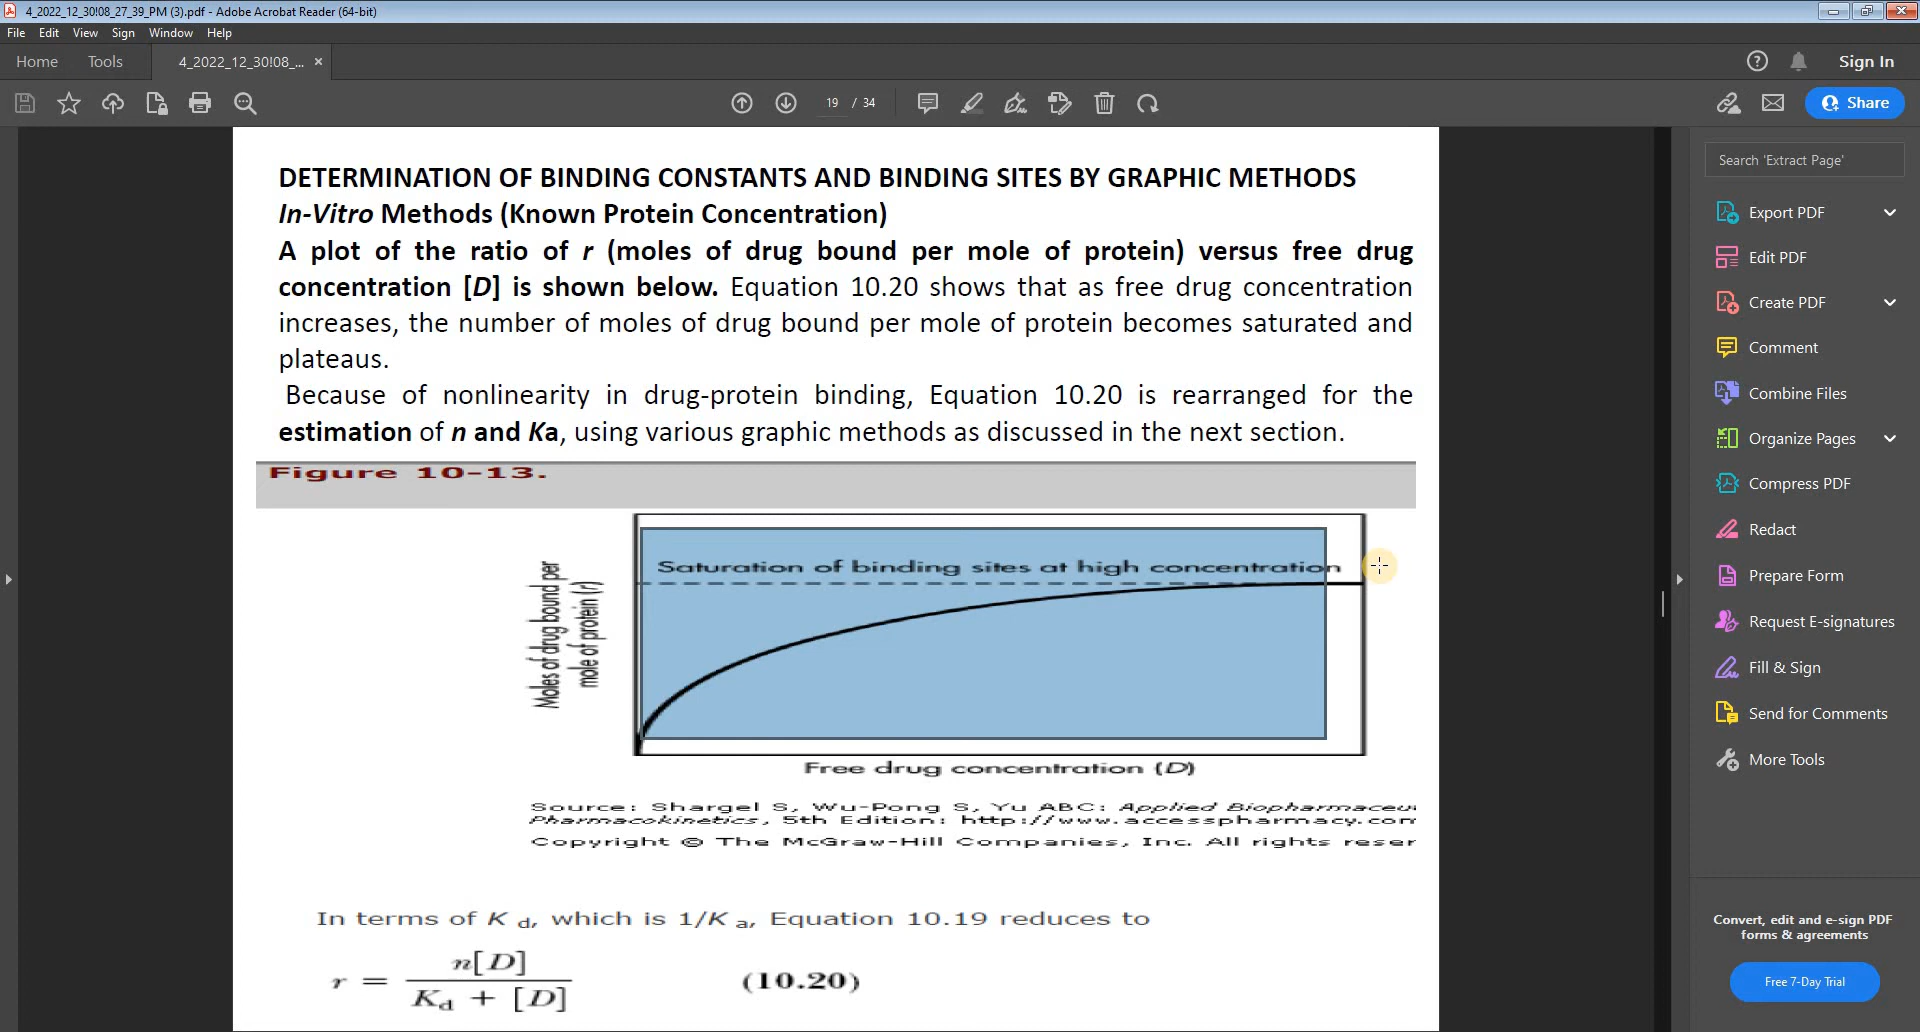 4_2022_12_30!08_27_39_PM (3).pdf - Adobe Acrobat Reader (64-bit)
File Edit View Sign Window Help
Home Tools 4_2022_12_30!08_... × Sign In
19 / 34 Share
DETERMINATION OF BINDING CONSTANTS AND BINDING SITES BY GRAPHIC METHODS
In-Vitro Methods (Known Protein Concentration)
A plot of the ratio of r (moles of drug bound per mole of protein) versus free drug
concentration [D] is shown below. Equation 10.20 shows that as free drug concentration
increases, the number of moles of drug bound per mole of protein becomes saturated and
plateaus.
Because of nonlinearity in drug-protein binding, Equation 10.20 is rearranged for the
estimation of n and Ka, using various graphic methods as discussed in the next section.
Figure 10-13.
Saturation of binding sites at high concentration
Moles of drug bound per
mole of protein (r)
Free drug concentration (D)
Source: Shargel S, Wu-Pong S, Yu ABC: Applied Biopharmaceu
Pharmacokinetics, 5th Edition: http://www.accesspharmacy.com
Copyright © The McGraw-Hill Companies, Inc. All rights reser
In terms of K d, which is 1/K a, Equation 10.19 reduces to
r = n[D] / Kd + [D] (10.20)
Search 'Extract Page'
Export PDF
Edit PDF
Create PDF
Comment
Combine Files
Organize Pages
Compress PDF
Redact
Prepare Form
Request E-signatures
Fill & Sign
Send for Comments
More Tools
Convert, edit and e-sign PDF
forms & agreements
Free 7-Day Trial